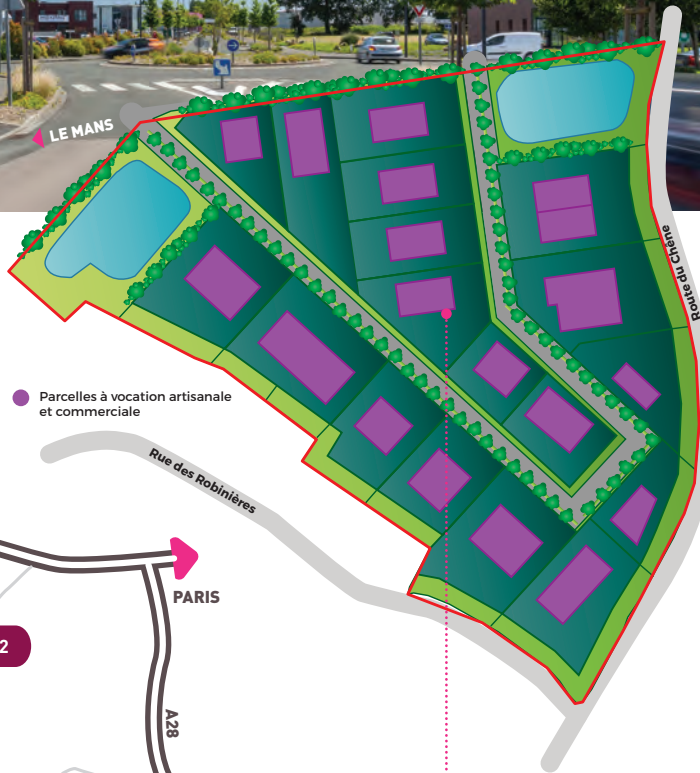 LE MANS
Route du Chêne
Parcelles à vocation artisanale
et commerciale
Rue des Robinières
PARIS
2
A28